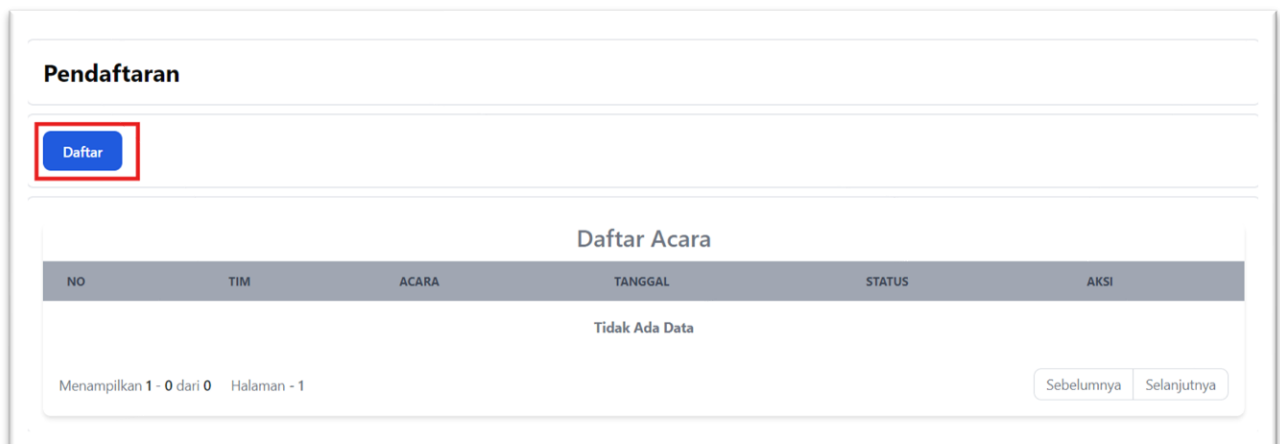 Pendaftaran
Daftar
Daftar Acara
NO TIM ACARA TANGGAL STATUS AKSI
Tidak Ada Data
Menampilkan 1 - 0 dari 0 Halaman - 1 Sebelumnya Selanjutnya